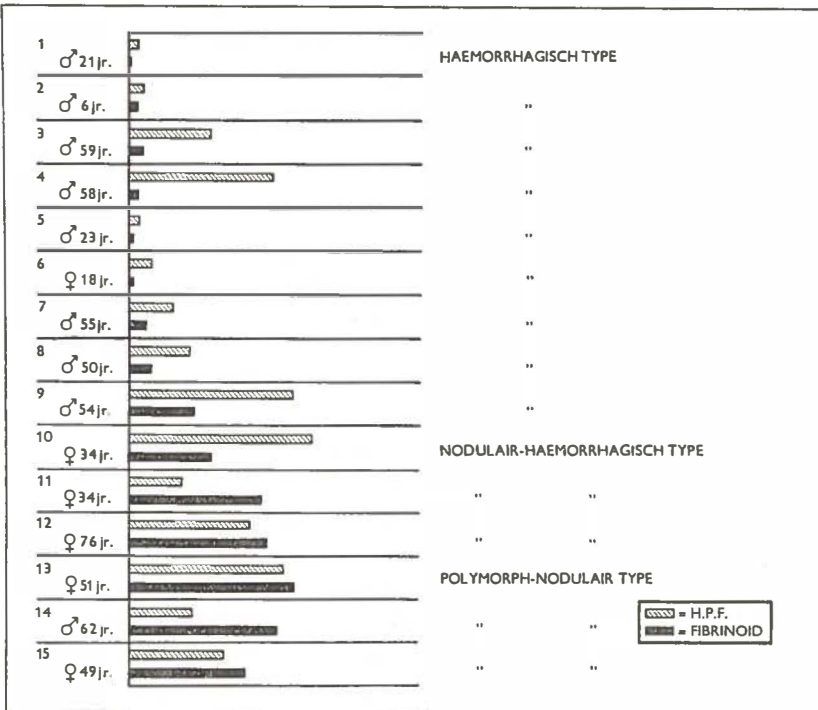 1
♂ 21 jr. HAEMORRHAGISCH TYPE
2
♂ 6 jr. "
3
♂ 59 jr. "
4
♂ 58 jr. "
5
♂ 23 jr. "
6
♀ 18 jr. "
7
♂ 55 jr. "
8
♂ 50 jr. "
9
♂ 54 jr. "
10
♀ 34 jr. NODULAIR-HAEMORRHAGISCH TYPE
11
♀ 34 jr. " "
12
♀ 76 jr. " "
13
♀ 51 jr. POLYMORPH-NODULAIR TYPE
14
♂ 62 jr. " "
15
♀ 49 jr. " "
= H.P.F.
= FIBRINOID